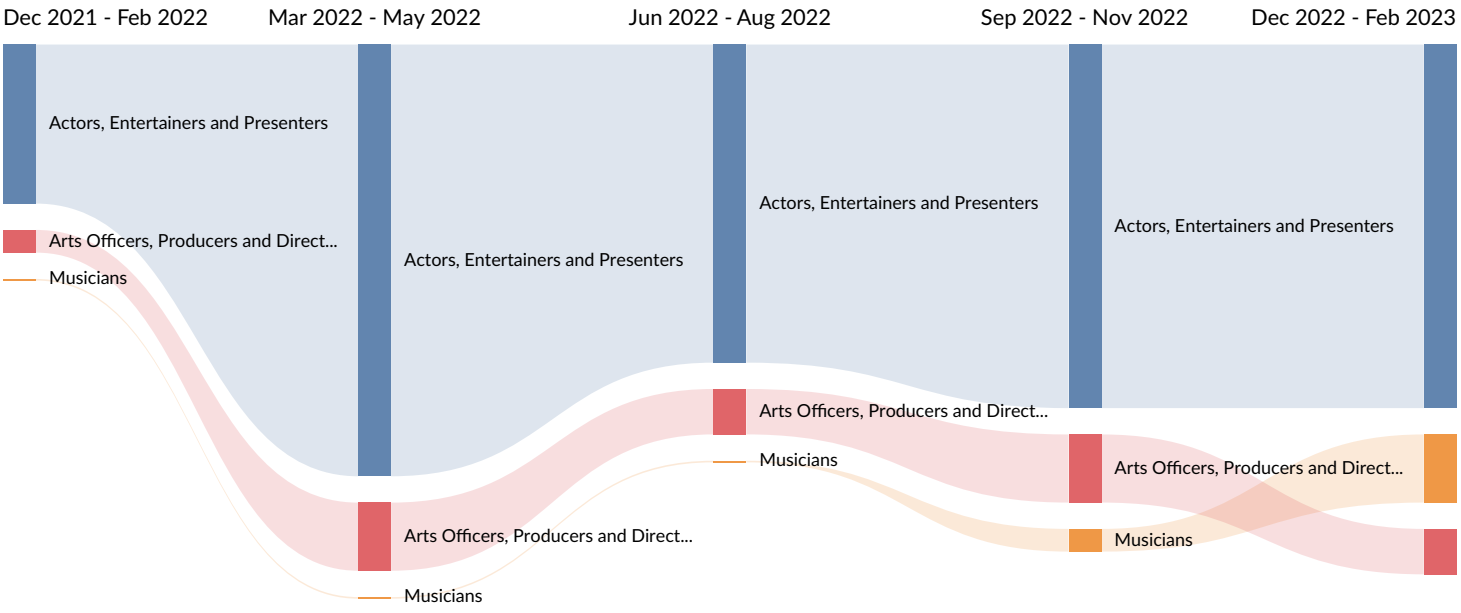 Dec 2021 - Feb 2022
Mar 2022 - May 2022
Jun 2022 - Aug 2022
Sep 2022 - Nov 2022
Dec 2022 - Feb 2023
Actors, Entertainers and Presenters
Arts Officers, Producers and Direct...
Musicians
Actors, Entertainers and Presenters
Arts Officers, Producers and Direct...
Musicians
Actors, Entertainers and Presenters
Arts Officers, Producers and Direct...
Musicians
Actors, Entertainers and Presenters
Arts Officers, Producers and Direct...
Musicians